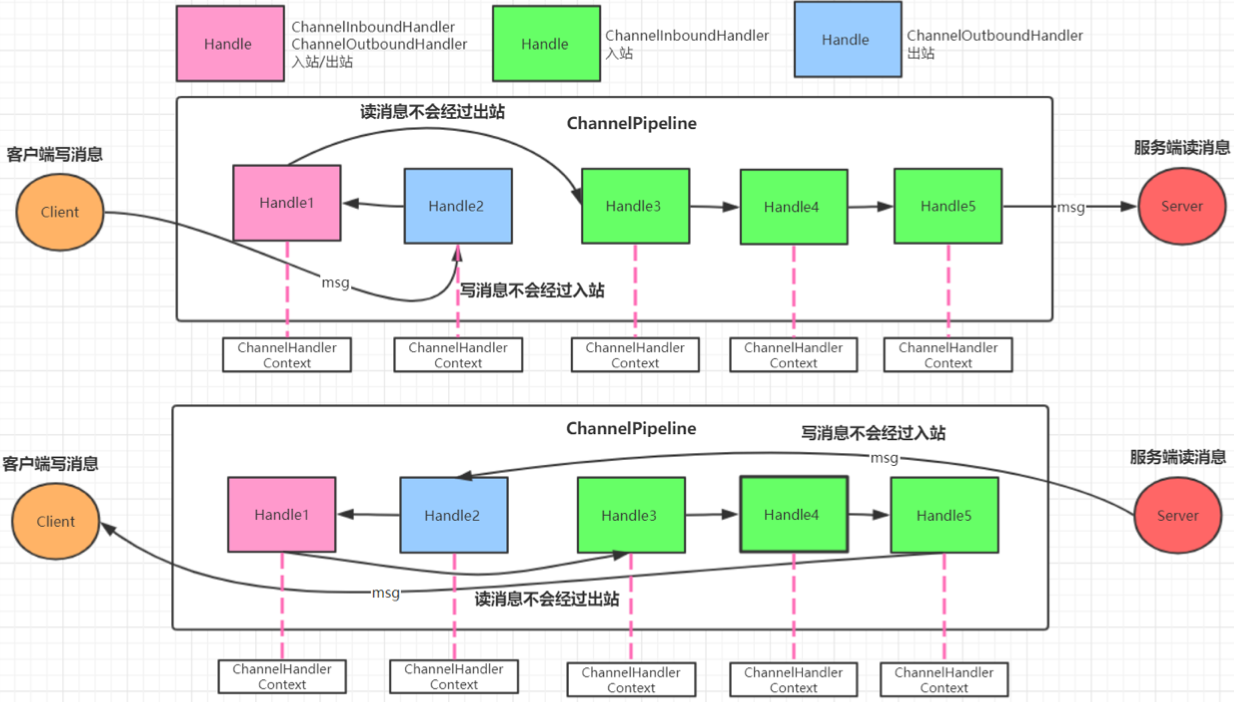 Handle
ChannelInboundHandler
ChannelOutboundHandler
入站/出站
Handle
ChannelInboundHandler
入站
Handle
ChannelOutboundHandler
出站
读消息不会经过出站
ChannelPipeline
客户端写消息
服务端读消息
Client
Handle1
Handle2
Handle3
Handle4
Handle5
msg
Server
msg
写消息不会经过入站
ChannelHandler
Context
ChannelHandler
Context
ChannelHandler
Context
ChannelHandler
Context
ChannelHandler
Context
ChannelPipeline
写消息不会经过入站
客户端写消息
msg
服务端读消息
Client
Handle1
Handle2
Handle3
Handle4
Handle5
Server
msg
读消息不会经过出站
ChannelHandler
Context
ChannelHandler
Context
ChannelHandler
Context
ChannelHandler
Context
ChannelHandler
Context